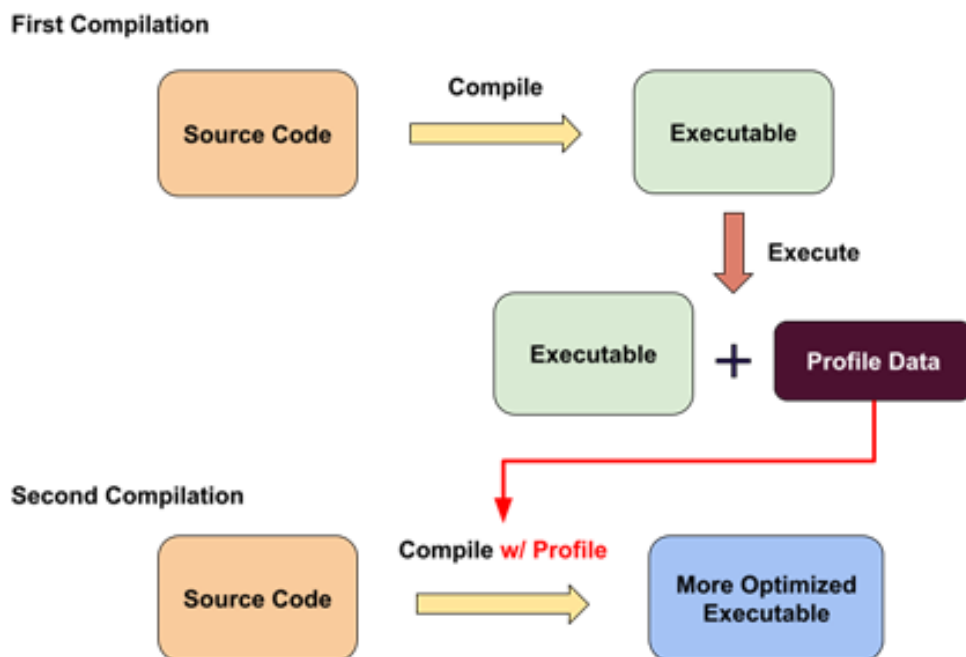 First Compilation
Compile
Source Code
Executable
Execute
Executable
+
Profile Data
Second Compilation
Compile w/ Profile
Source Code
More Optimized
Executable